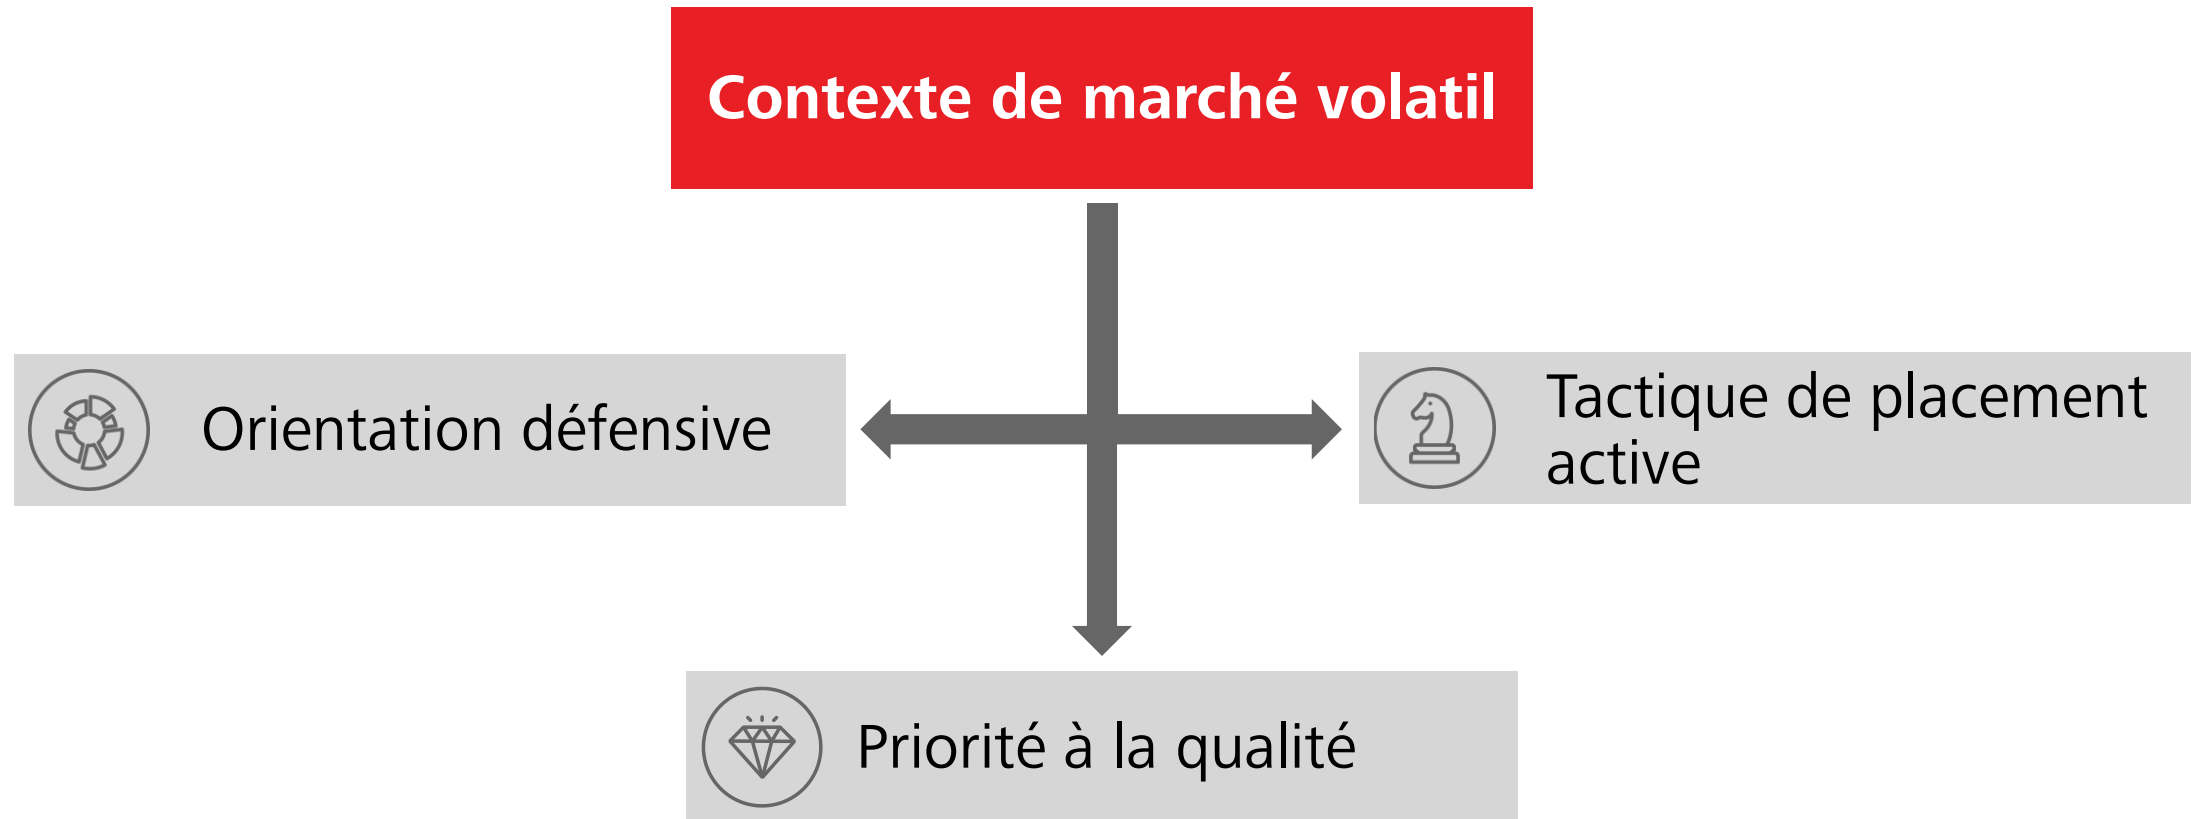 Contexte de marché volatil
Orientation défensive
Tactique de placement
active
Priorité à la qualité